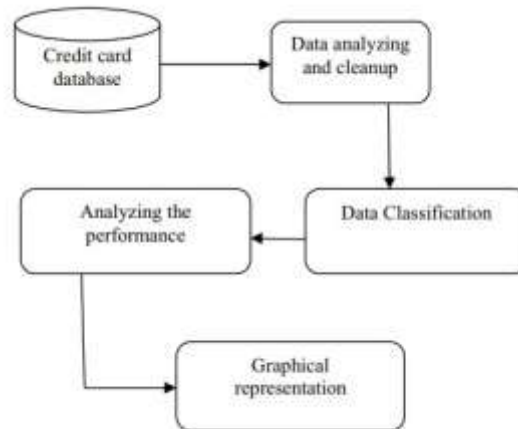 Credit card
database
Data analyzing
and cleanup
Data Classification
Analyzing the
performance
Graphical
representation